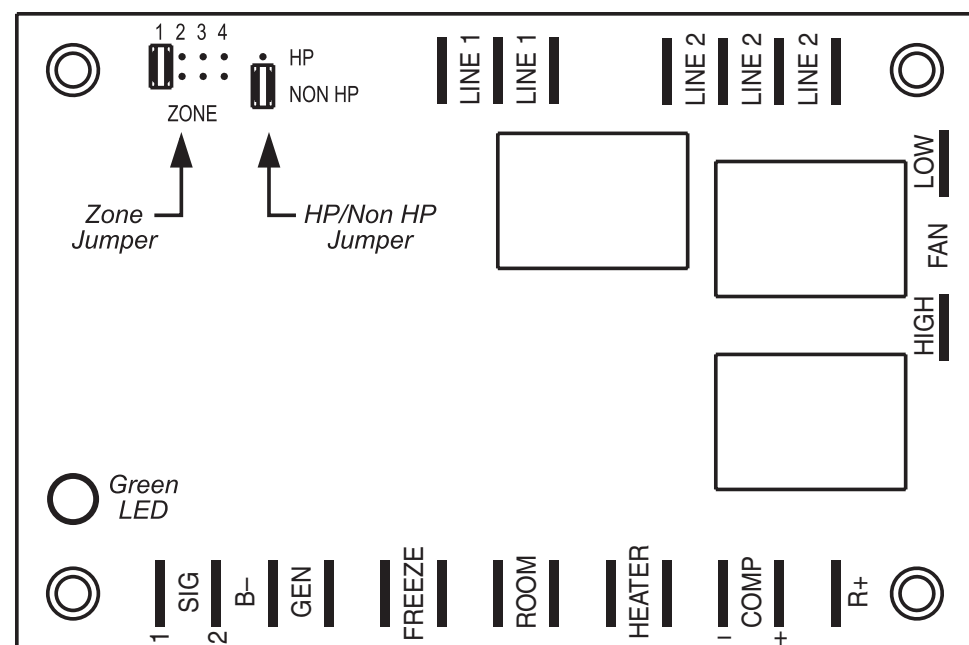 1 2 3 4
HP
NON HP
ZONE
Zone
Jumper
HP/Non HP
Jumper
LINE 1
LINE 1
LINE 2
LINE 2
LINE 2
LOW
FAN
HIGH
Green
LED
1
SIG
2
B–
GEN
FREEZE
ROOM
HEATER
–
COMP
+
R+